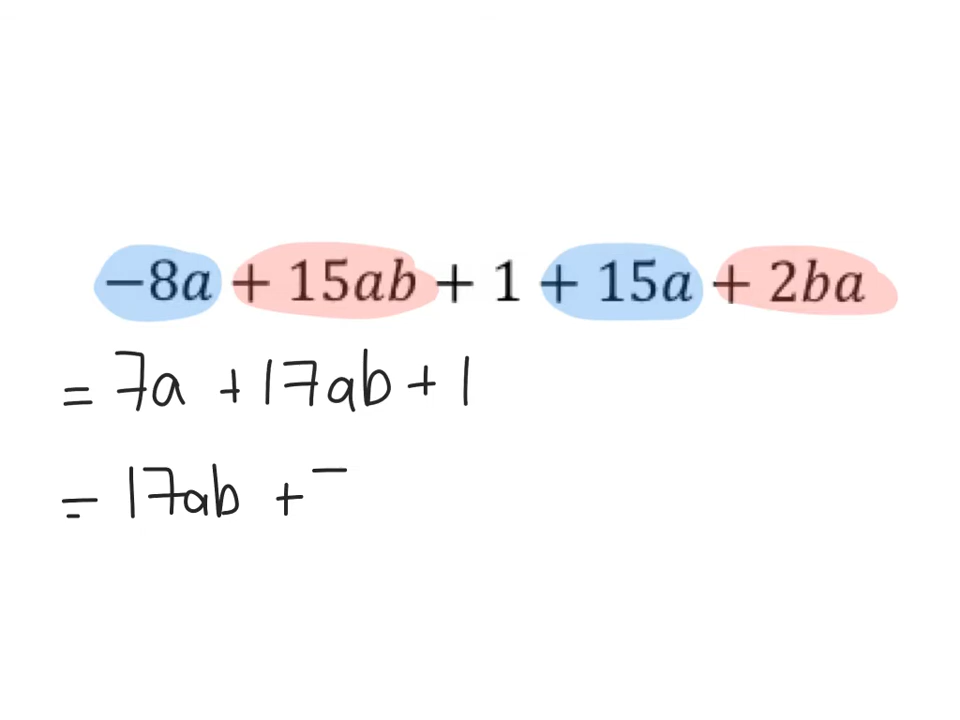 −8a + 15ab + 1 + 15a + 2ba
= 7a + 17ab + 1
= 17ab +